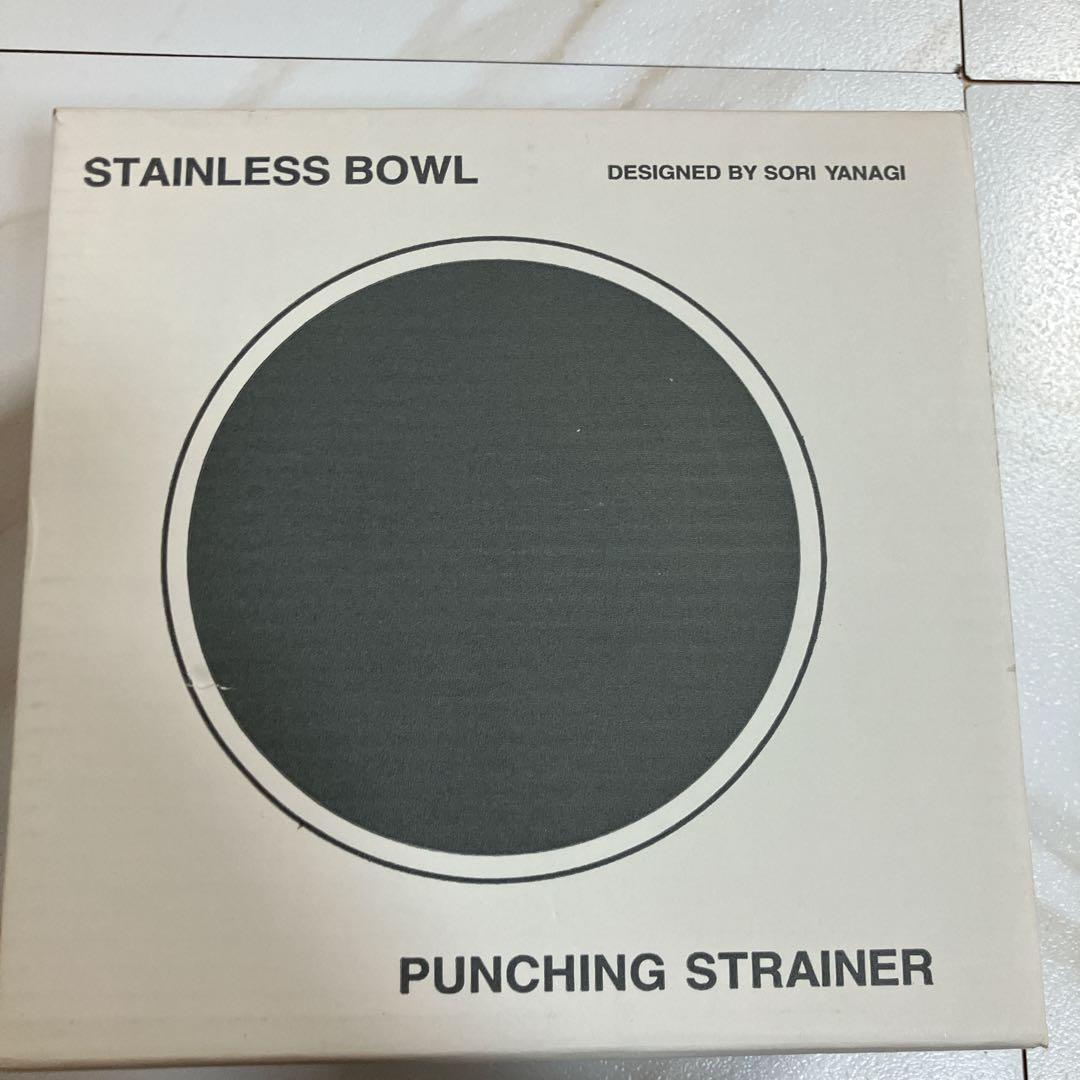 STAINLESS BOWL
DESIGNED BY SORI YANAGI
PUNCHING STRAINER